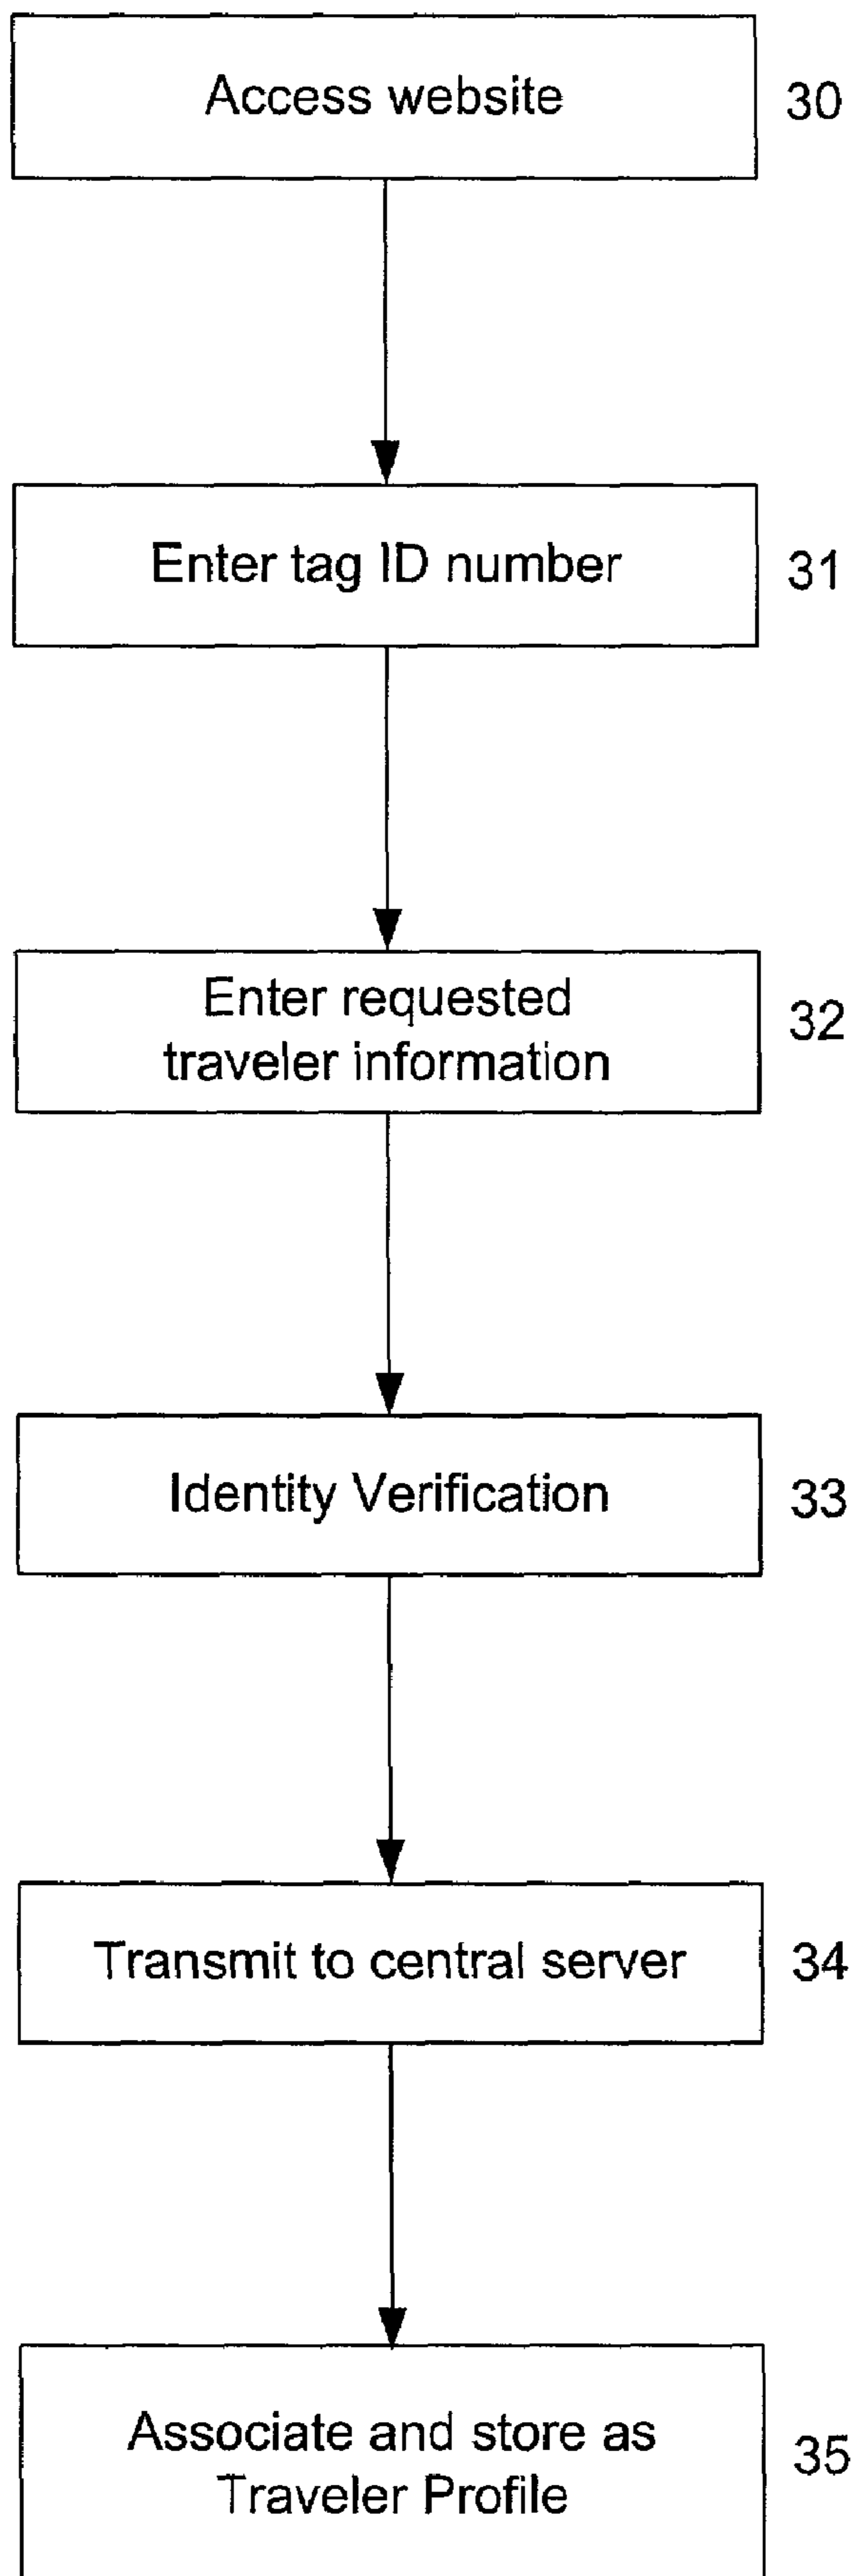 Access website 30
Enter tag ID number 31
Enter requested
traveler information 32
Identity Verification 33
Transmit to central server 34
Associate and store as
Traveler Profile 35